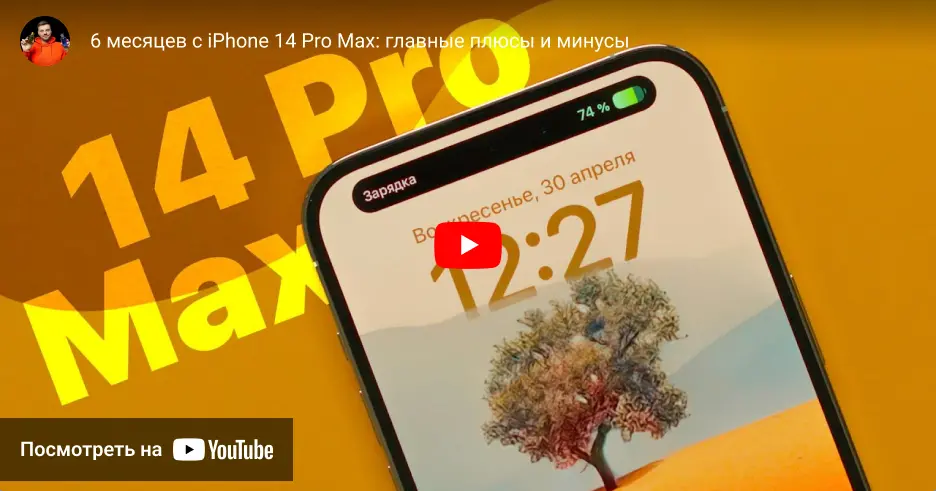 6 месяцев с iPhone 14 Pro Max: главные плюсы и минусы
14 Pro
Max
74 %
Зарядка
Воскресенье, 30 апреля
12:27
Посмотреть на YouTube